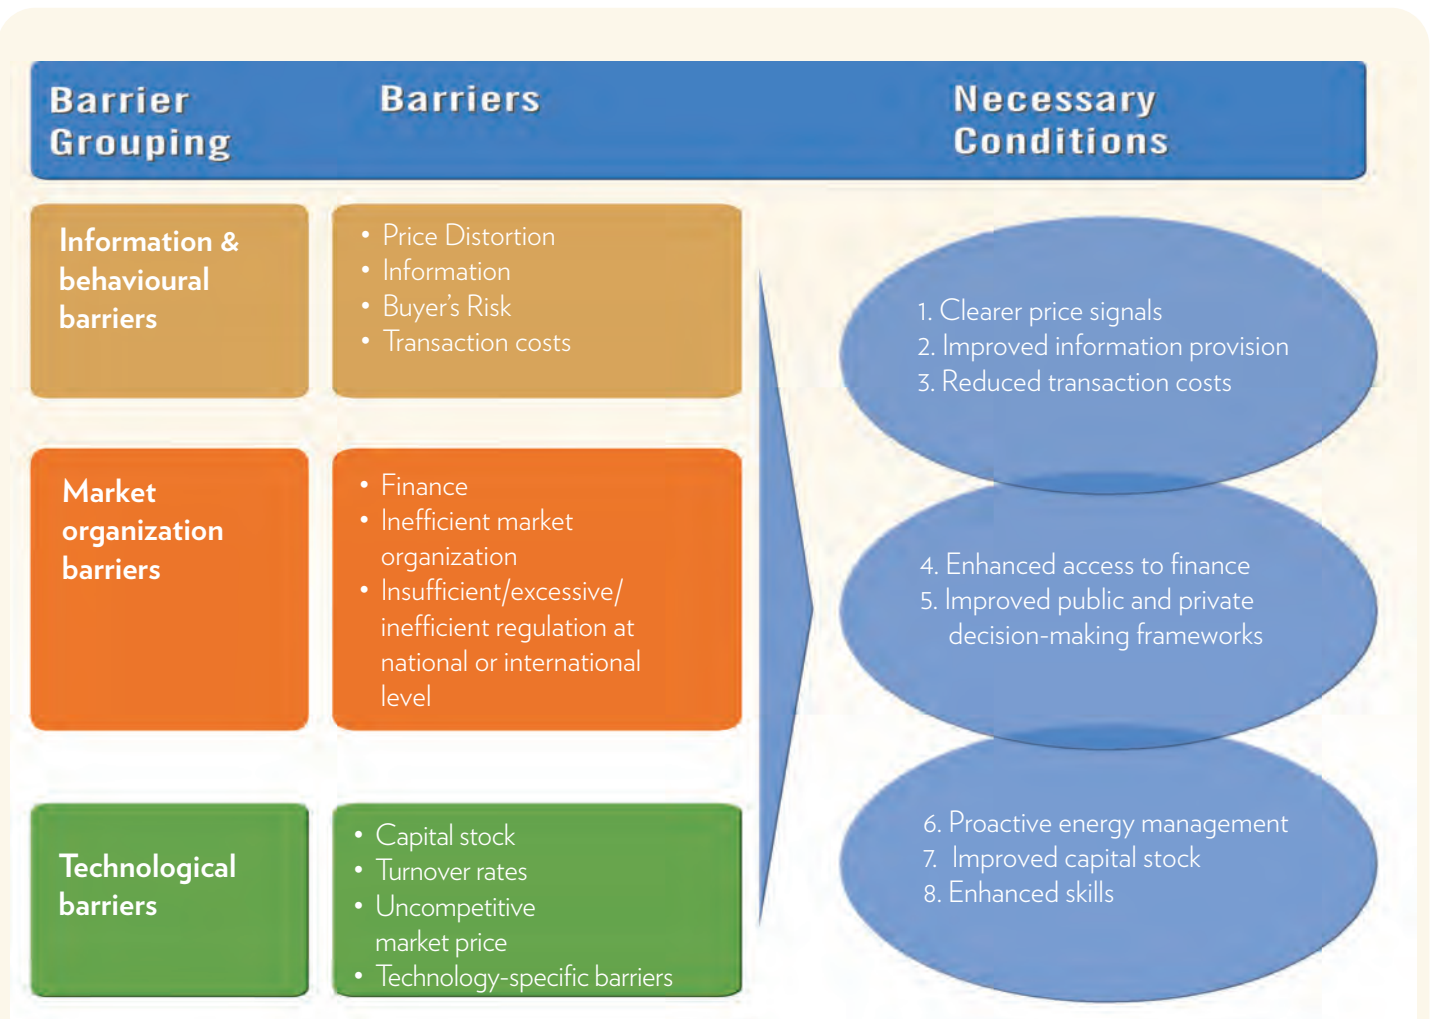 Barrier
Grouping
Barriers
Necessary
Conditions
Information &
behavioural
barriers
• Price Distortion
• Information
• Buyer’s Risk
• Transaction costs
1. Clearer price signals
2. Improved information provision
3. Reduced transaction costs
Market
organization
barriers
• Finance
• Inefficient market
organization
• Insufficient/excessive/
inefficient regulation at
national or international
level
4. Enhanced access to finance
5. Improved public and private
decision-making frameworks
Technological
barriers
• Capital stock
• Turnover rates
• Uncompetitive
market price
• Technology-specific barriers
6. Proactive energy management
7. Improved capital stock
8. Enhanced skills